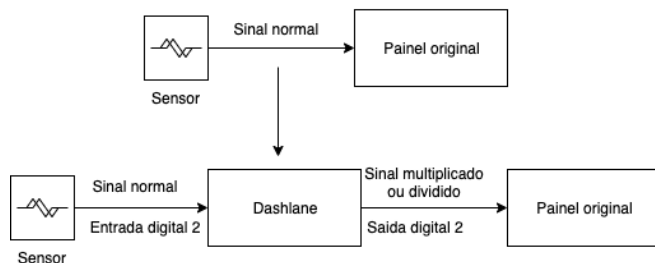 Sinal normal
Painel original
Sensor
Sinal normal
Entrada digital 2
Dashlane
Sinal multiplicado
ou dividido
Saida digital 2
Painel original
Sensor